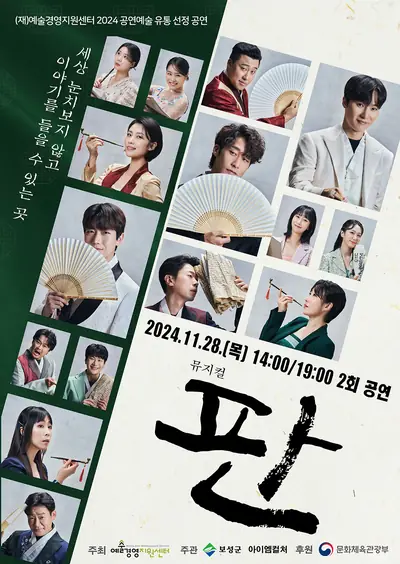 (재)예술경영지원센터 2024 공연예술 유통 선정 공연
세상 눈치보지 않고
이야기를 들을 수 있는 곳
2024.11.28.(목) 14:00/19:00 2회 공연
뮤지컬
판
주최 예술경영지원센터 주관 보성군 아이엠컬처 후원 문화체육관광부